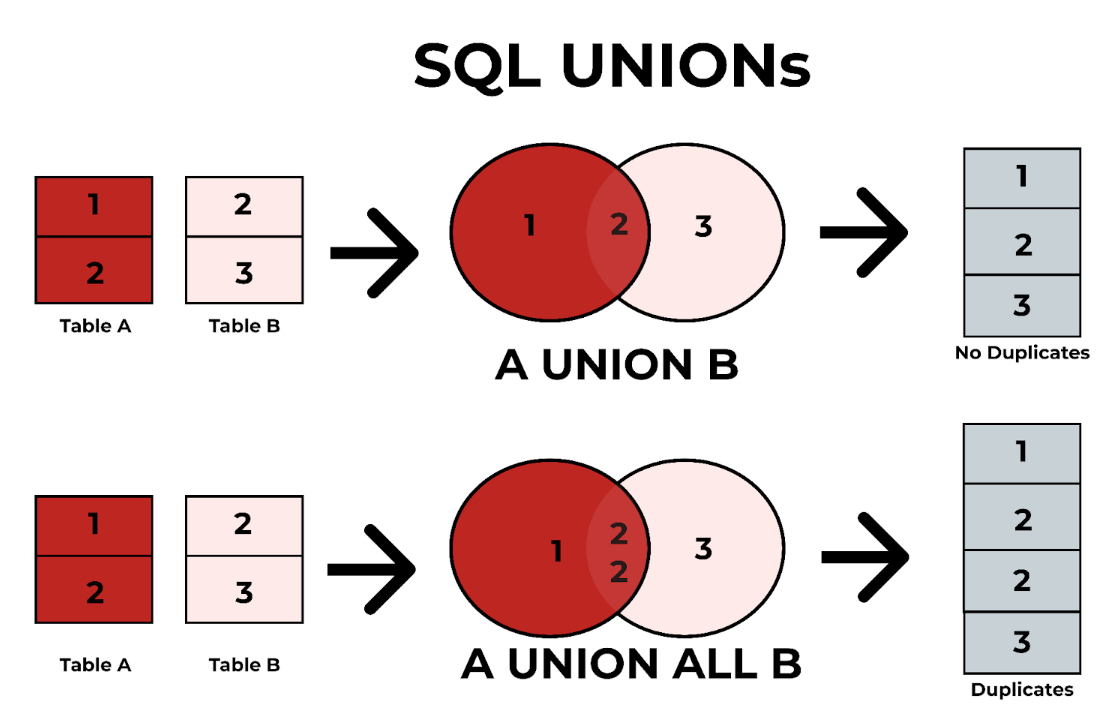 SQL UNIONs
1
2
Table A
2
3
Table B
1 2 3
A UNION B
1
2
3
No Duplicates
1
2
Table A
2
3
Table B
1
2
2
3
A UNION ALL B
1
2
2
3
Duplicates